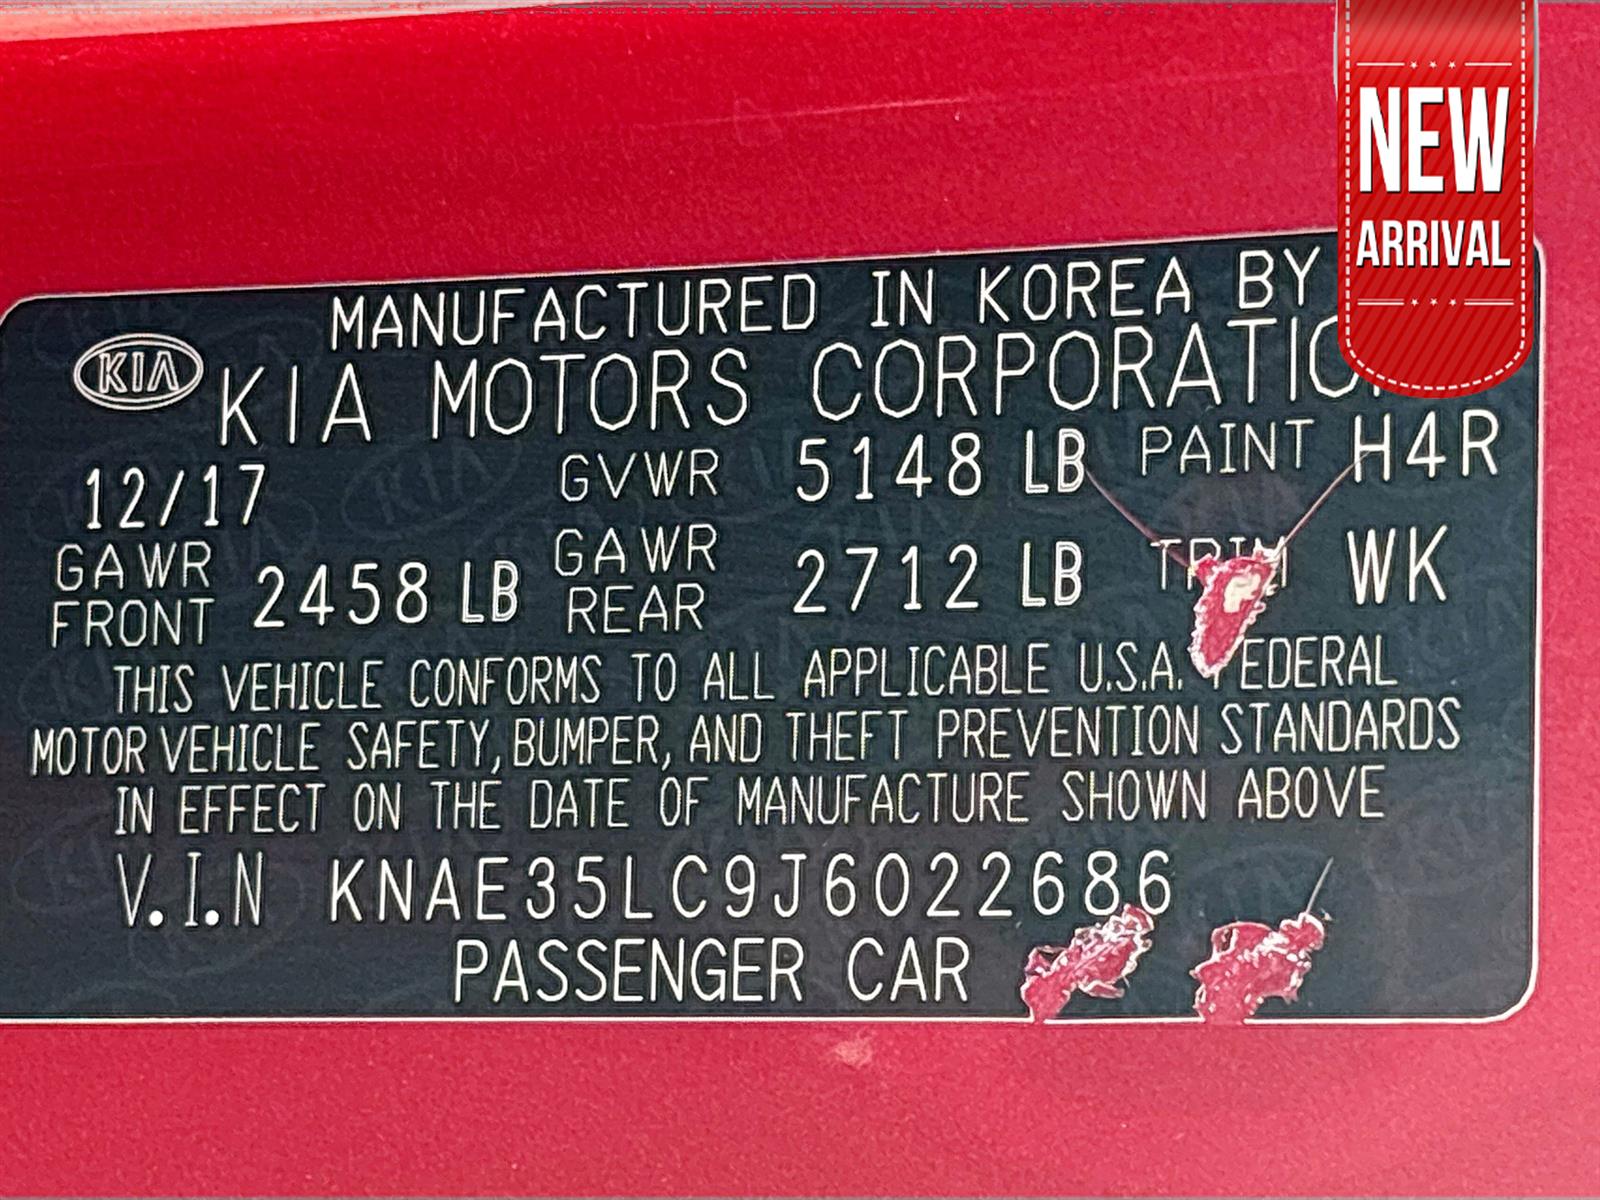 NEW
ARRIVAL
MANUFACTURED IN KOREA BY
KIA
KIA MOTORS
12/17 GVWR 5148 LB PAINT H4R
GAWR FRONT 2458 LB GAWR REAR 2712 LB TRIM WK
THIS VEHICLE CONFORMS TO ALL APPLICABLE U.S.A. FEDERAL
MOTOR VEHICLE SAFETY, BUMPER, AND THEFT PREVENTION STANDARDS
IN EFFECT ON THE DATE OF MANUFACTURE SHOWN ABOVE
V.I.N KNAE35LC9J6022686
PASSENGER CAR